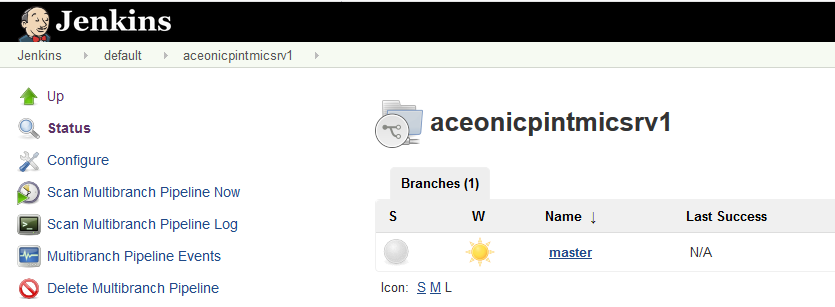 Jenkins
Jenkins default aceonicpintmicsrv1
Up
Status
Configure
Scan Multibranch Pipeline Now
Scan Multibranch Pipeline Log
Multibranch Pipeline Events
Delete Multibranch Pipeline
aceonicpintmicsrv1
Branches (1)
S W Name ↓ Last Success
master N/A
Icon: S M L